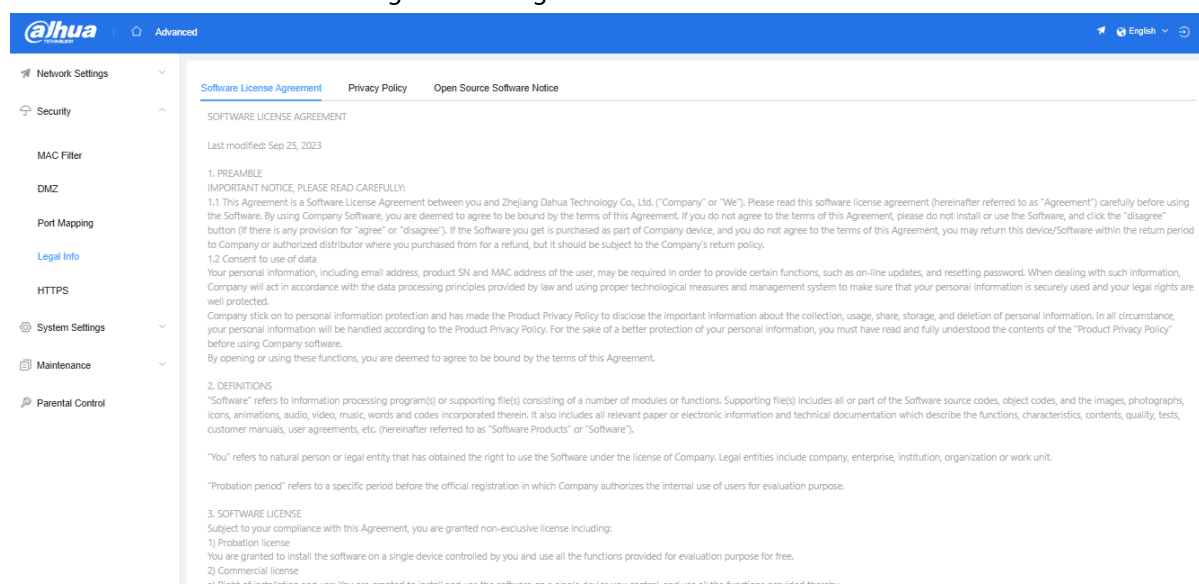 alhua
TECHNOLOGY
Advanced
English
Network Settings
Security
MAC Filter
DMZ
Port Mapping
Legal Info
HTTPS
System Settings
Maintenance
Parental Control
Software License Agreement Privacy Policy Open Source Software Notice
SOFTWARE LICENSE AGREEMENT
Last modified: Sep 25, 2023
1. PREAMBLE
IMPORTANT NOTICE, PLEASE READ CAREFULLY:
1.1 This Agreement is a Software License Agreement between you and Zhejiang Dahua Technology Co., Ltd. ("Company" or "We"). Please read this software license agreement (hereinafter referred to as "Agreement") carefully before using
the Software. By using Company Software, you are deemed to agree to be bound by the terms of this Agreement. If you do not agree to the terms of this Agreement, please do not install or use the Software, and click the "disagree"
button (If there is any provision for "agree" or "disagree"). If the Software you get is purchased as part of Company device, and you do not agree to the terms of this Agreement, you may return this device/Software within the return period
to Company or authorized distributor where you purchased from for a refund, but it should be subject to the Company's return policy.
1.2 Consent to use of data
Your personal information, including email address, product SN and MAC address of the user, may be required in order to provide certain functions, such as on-line updates, and resetting password. When dealing with such information,
Company will act in accordance with the data processing principles provided by law and using proper technological measures and management system to make sure that your personal information is securely used and your legal rights are
well protected.
Company stick on to personal information protection and has made the Product Privacy Policy to disclose the important information about the collection, usage, share, storage, and deletion of personal information. In all circumstance,
your personal information will be handled according to the Product Privacy Policy. For the sake of a better protection of your personal information, you must have read and fully understood the contents of the "Product Privacy Policy"
before using Company software.
By opening or using these functions, you are deemed to agree to be bound by the terms of this Agreement.
2. DEFINITIONS
"Software" refers to information processing program(s) or supporting file(s) consisting of a number of modules or functions. Supporting file(s) includes all or part of the Software source codes, object codes, and the images, photographs,
icons, animations, audio, video, music, words and codes incorporated therein. It also includes all relevant paper or electronic information and technical documentation which describe the functions, characteristics, contents, quality, tests,
customer manuals, user agreements, etc. (hereinafter referred to as "Software Products" or "Software").
"You" refers to natural person or legal entity that has obtained the right to use the Software under the license of Company. Legal entities include company, enterprise, institution, organization or work unit.
"Probation period" refers to a specific period before the official registration in which Company authorizes the internal use of users for evaluation purpose.
3. SOFTWARE LICENSE
Subject to your compliance with this Agreement, you are granted non-exclusive license including:
1) Probation license
You are granted to install the software on a single device controlled by you and use all the functions provided for evaluation purpose for free.
2) Commercial license